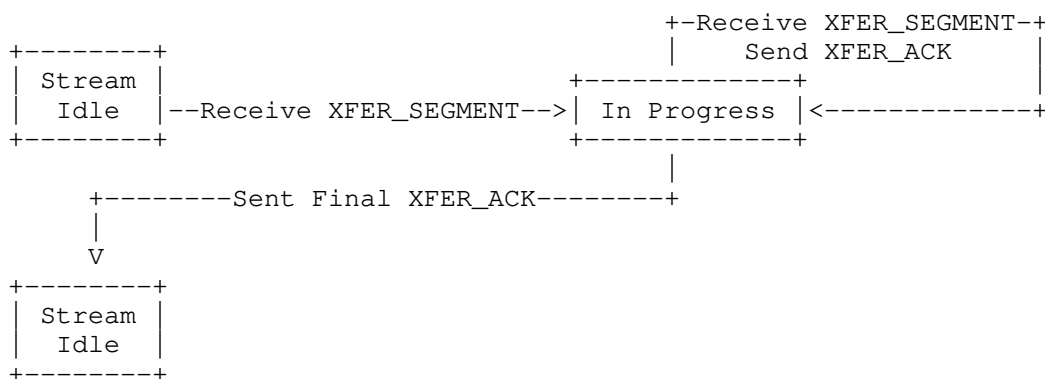 +-Receive XFER_SEGMENT-+
+--------+ | Send XFER_ACK |
| Stream | +-------------+ |
| Idle |--Receive XFER_SEGMENT-->| In Progress |<-------------+
+--------+ +-------------+
|
+--------Sent Final XFER_ACK--------+
|
V
+--------+
| Stream |
| Idle |
+--------+